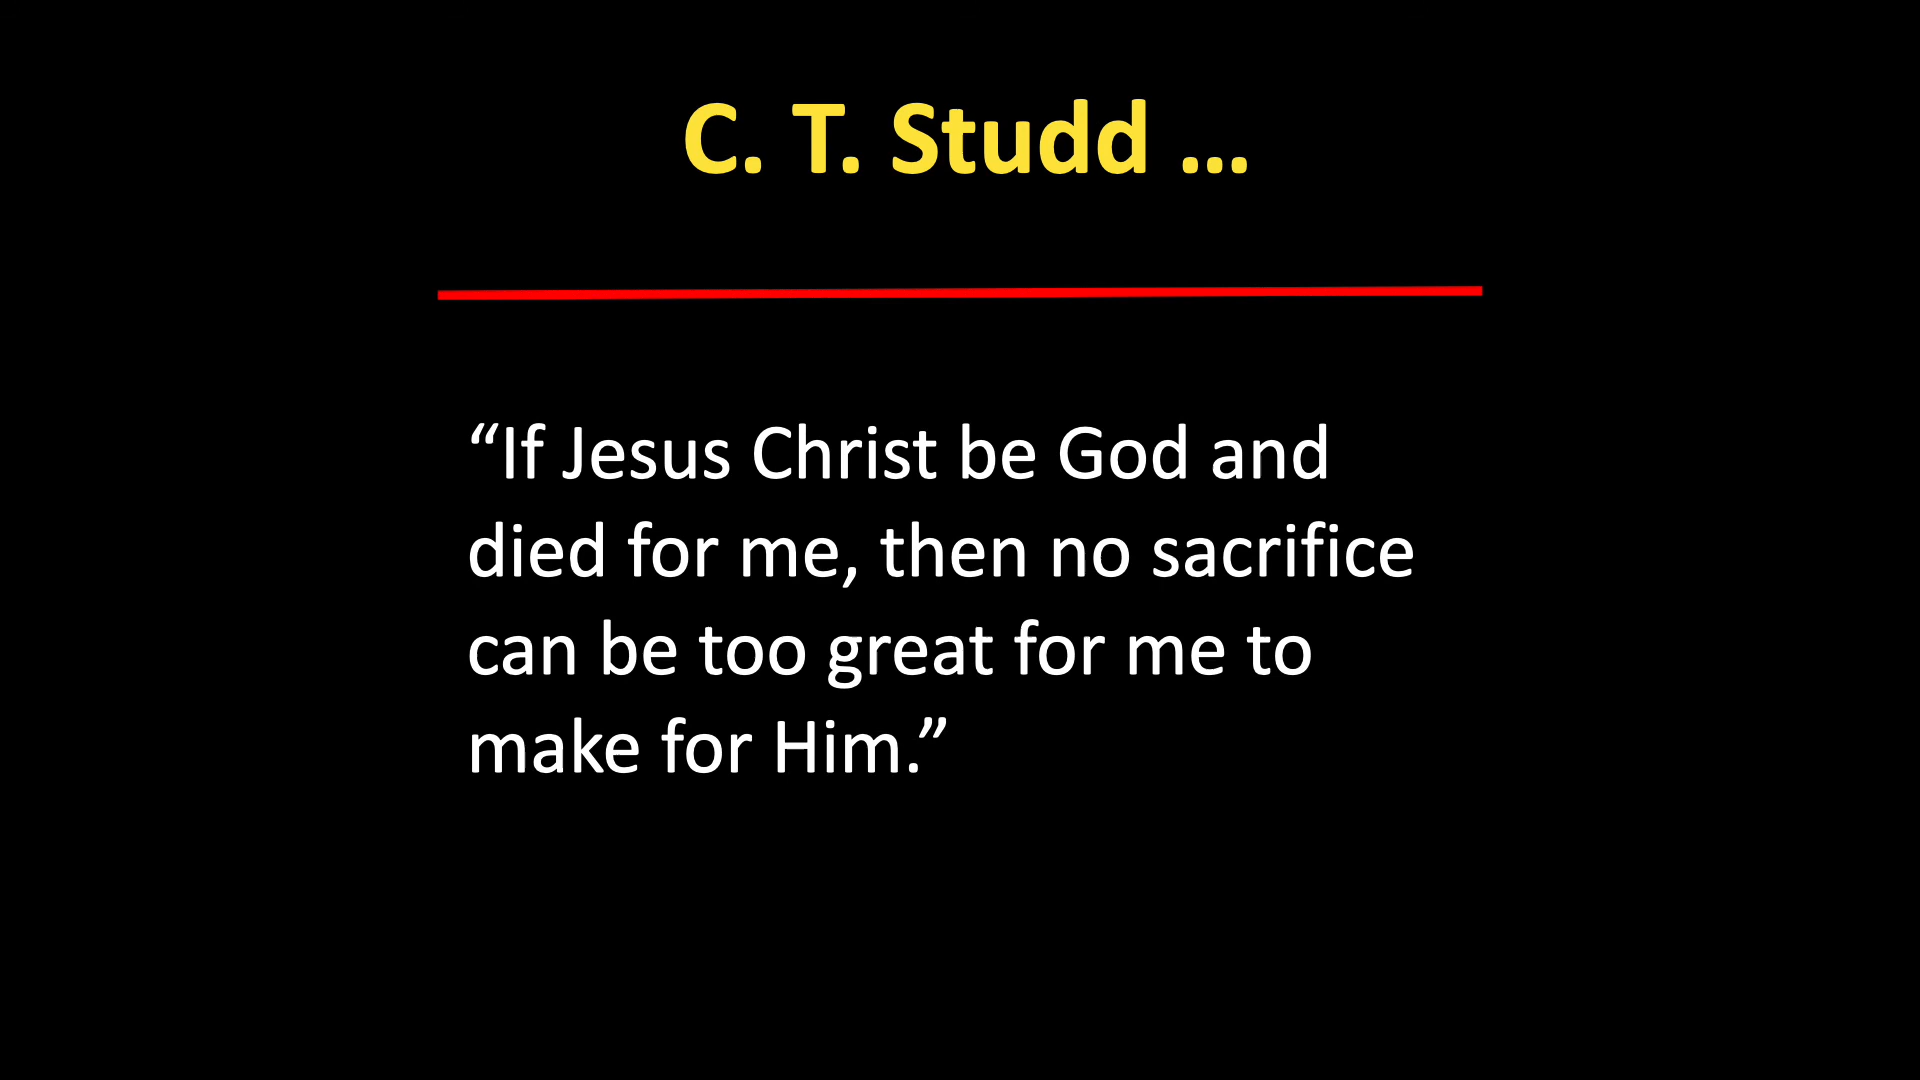 C. T. Studd …
“If Jesus Christ be God and
died for me, then no sacrifice
can be too great for me to
make for Him.”